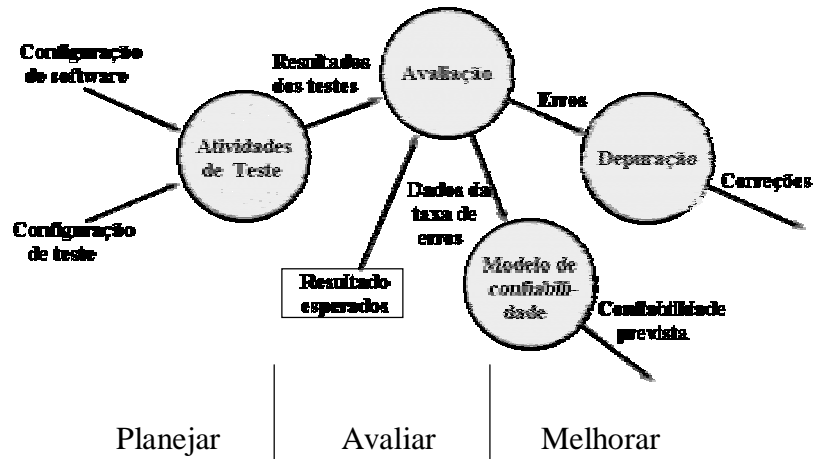 Configuração
do software
Resultados
dos testes
Avaliação
Erros
Atividades
de Teste
Depuração
Correções
Dados da
taxa de
erros
Configuração
de teste
Resultado
esperados
Modelo de
confiabili-
dade
Confiabilidade
prevista
Planejar
Avaliar
Melhorar